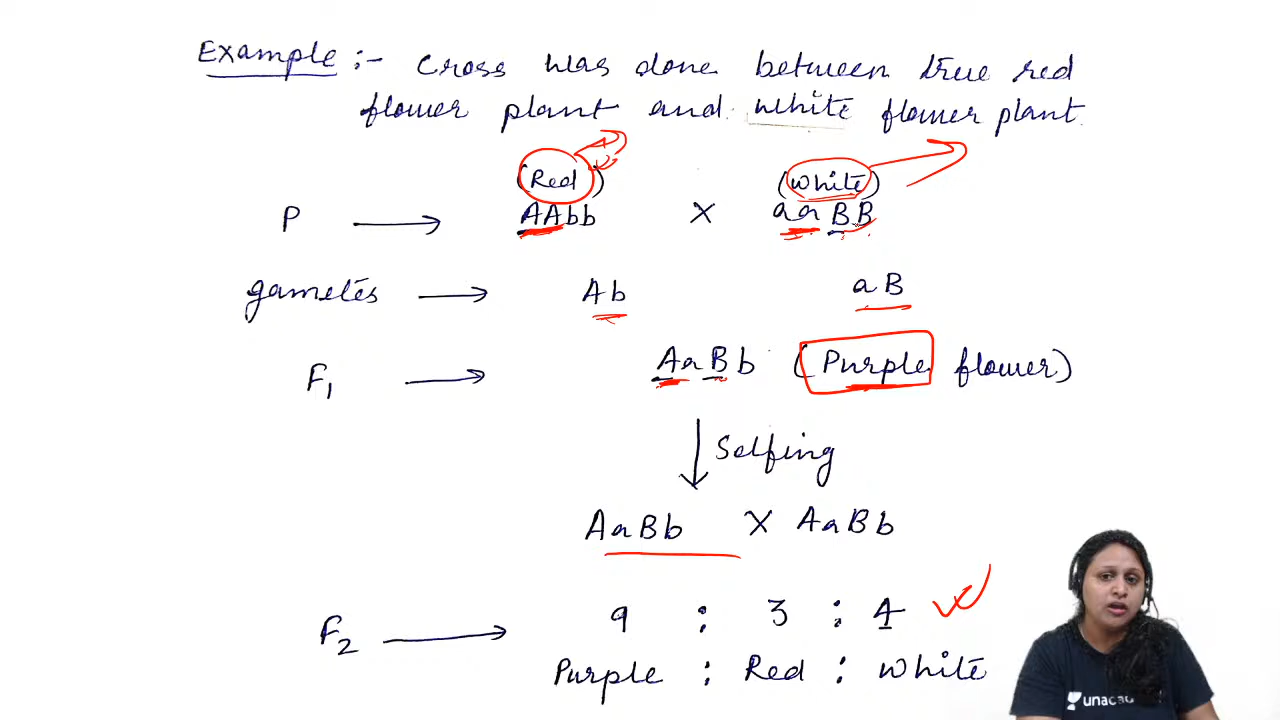 Example :- Cross was done between true red
flower plant and white flower plant.
(Red) (White)
P → AAbb X aaBB
gametes → Ab aB
F1 → AaBb (Purple flower)
↓ Selfing
AaBb X AaBb
F2 → 9 : 3 : 4
Purple : Red : White
unacad